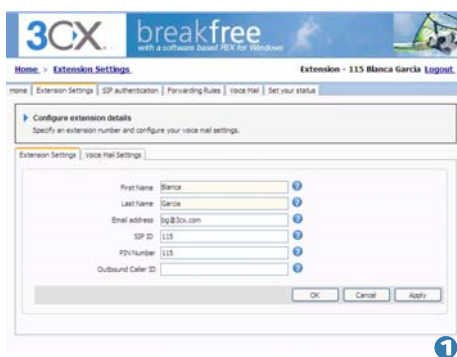 3CX breakfree
with a software based PBX for Windows
Home > Extension Settings
Extension - 115 Blanca Garcia Logout
Home Extension Settings SIP authentication Forwarding Rules Voice Mail Set your status
Configure extension details
Specify an extension number and configure your voice mail settings.
Extension Settings Voice Mail Settings
First Name Blanca
Last Name Garcia
Email address bg@3cx.com
SIP ID 115
PIN Number 115
Outbound Caller ID
OK Cancel Apply
1